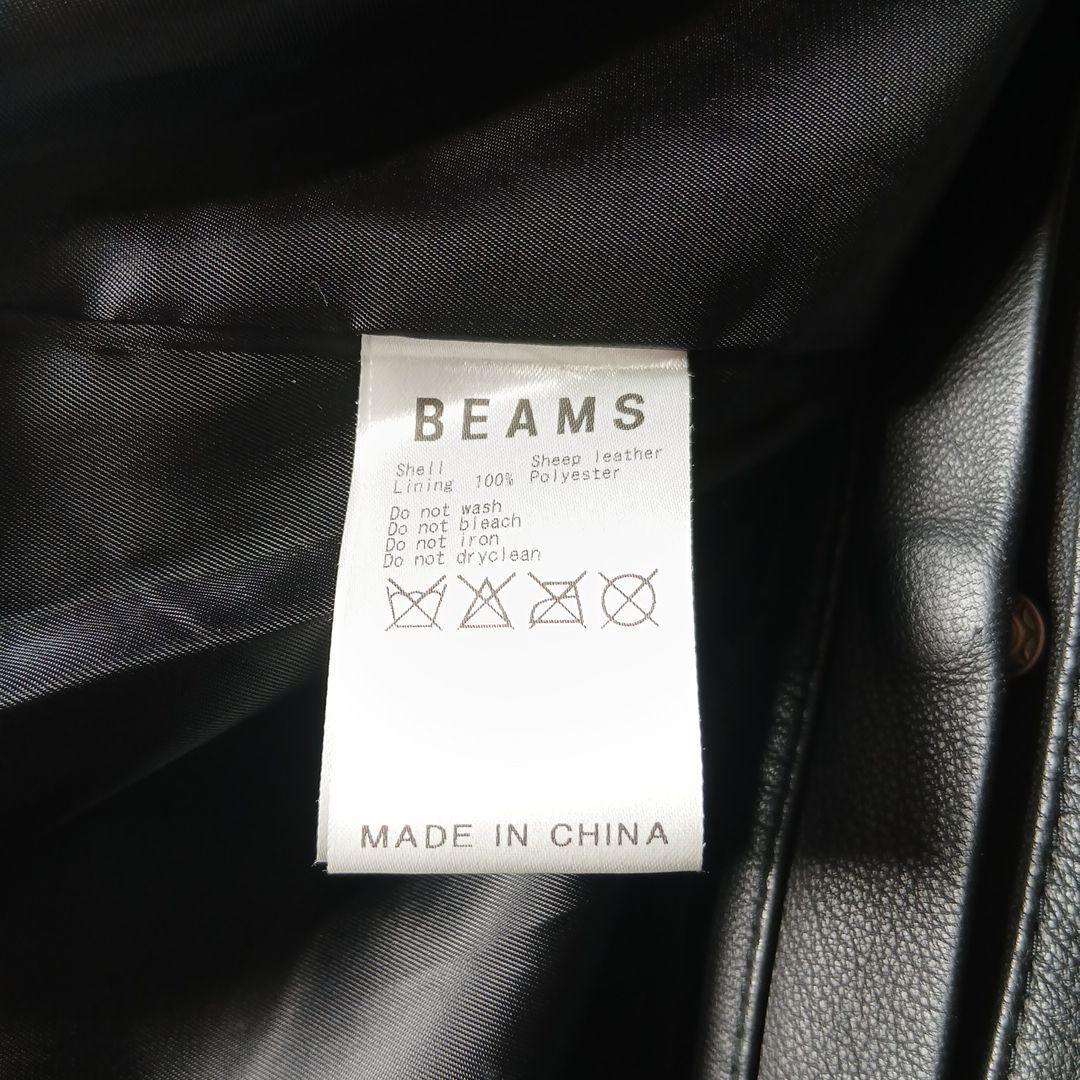 BEAMS
Shell Sheep leather
Lining 100% Polyester
Do not wash
Do not bleach
Do not iron
Do not dryclean
MADE IN CHINA